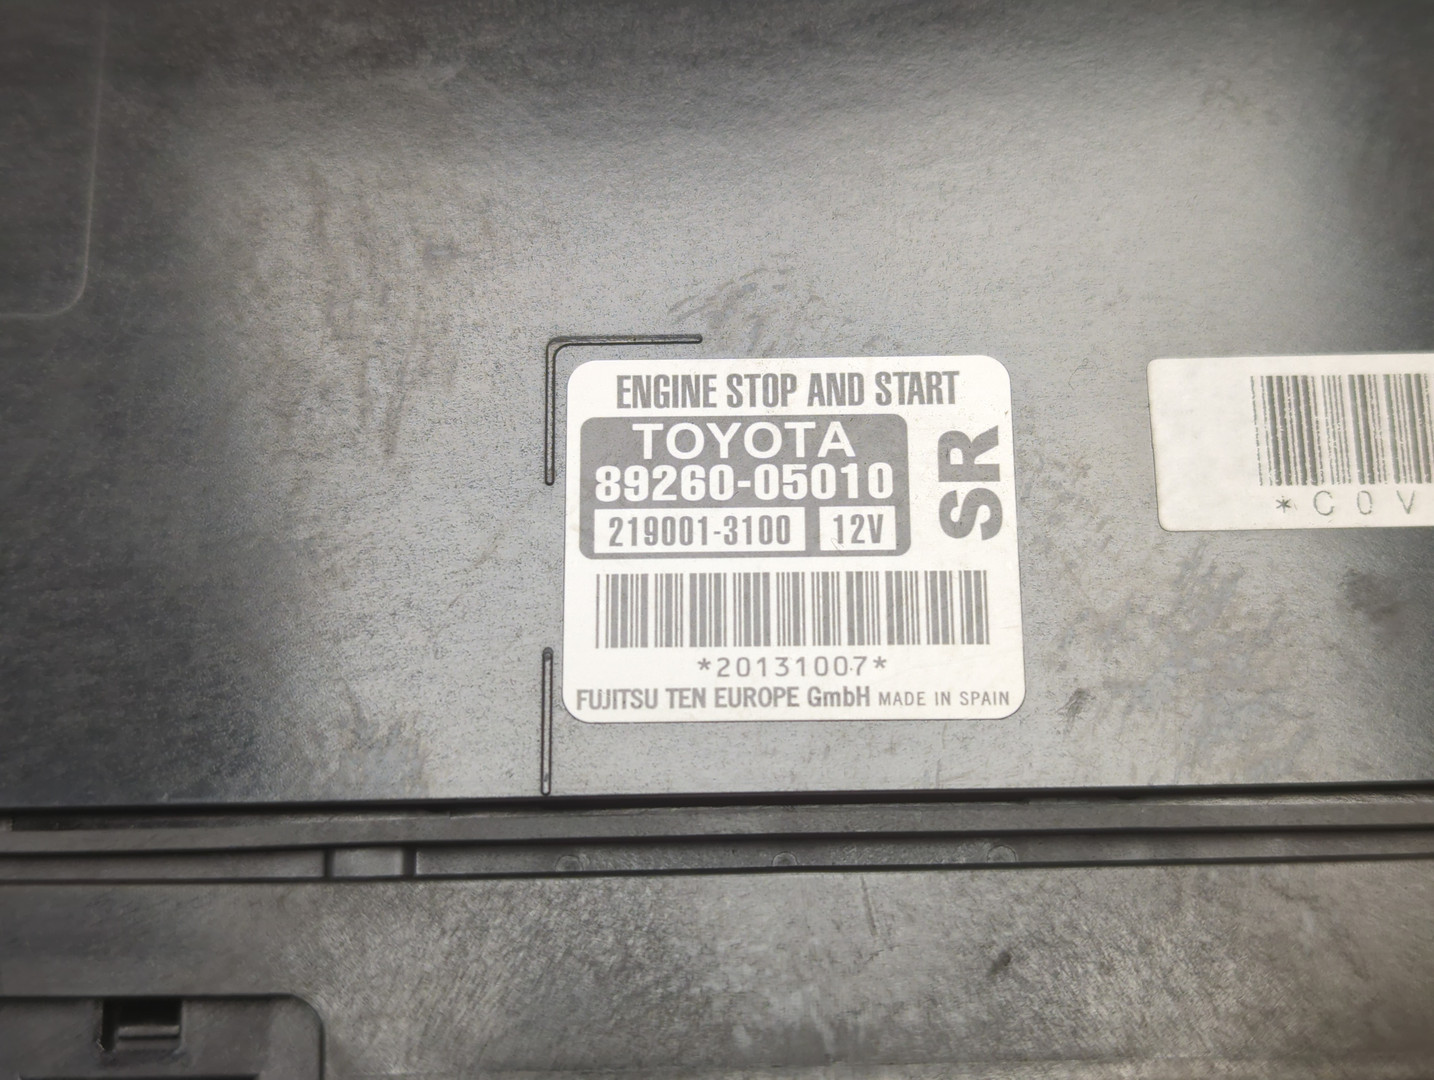 ENGINE STOP AND START
TOYOTA
89260-05010
219001-3100 12V
SR
*20131007*
FUJITSU TEN EUROPE GmbH MADE IN SPAIN
*C0V